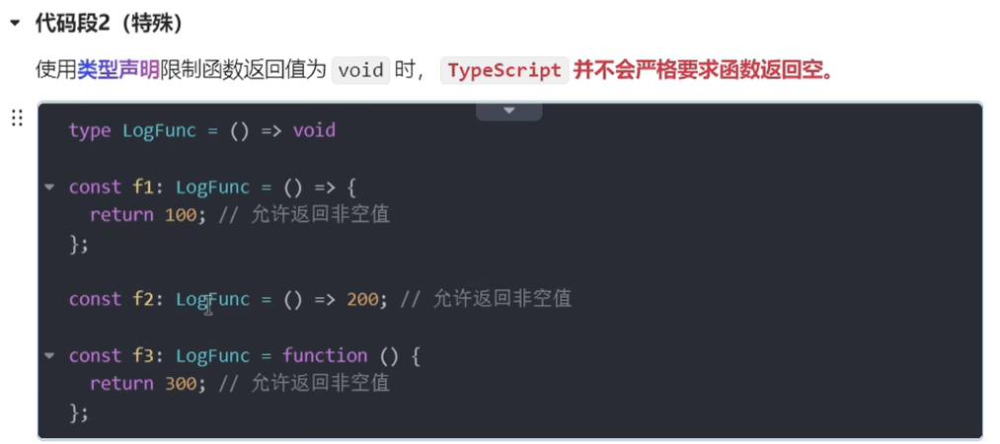 代码段2（特殊）
使用类型声明限制函数返回值为 void 时， TypeScript 并不会严格要求函数返回空。
type LogFunc = () => void
const f1: LogFunc = () => {
  return 100; // 允许返回非空值
};
const f2: LogFunc = () => 200; // 允许返回非空值
const f3: LogFunc = function () {
  return 300; // 允许返回非空值
};